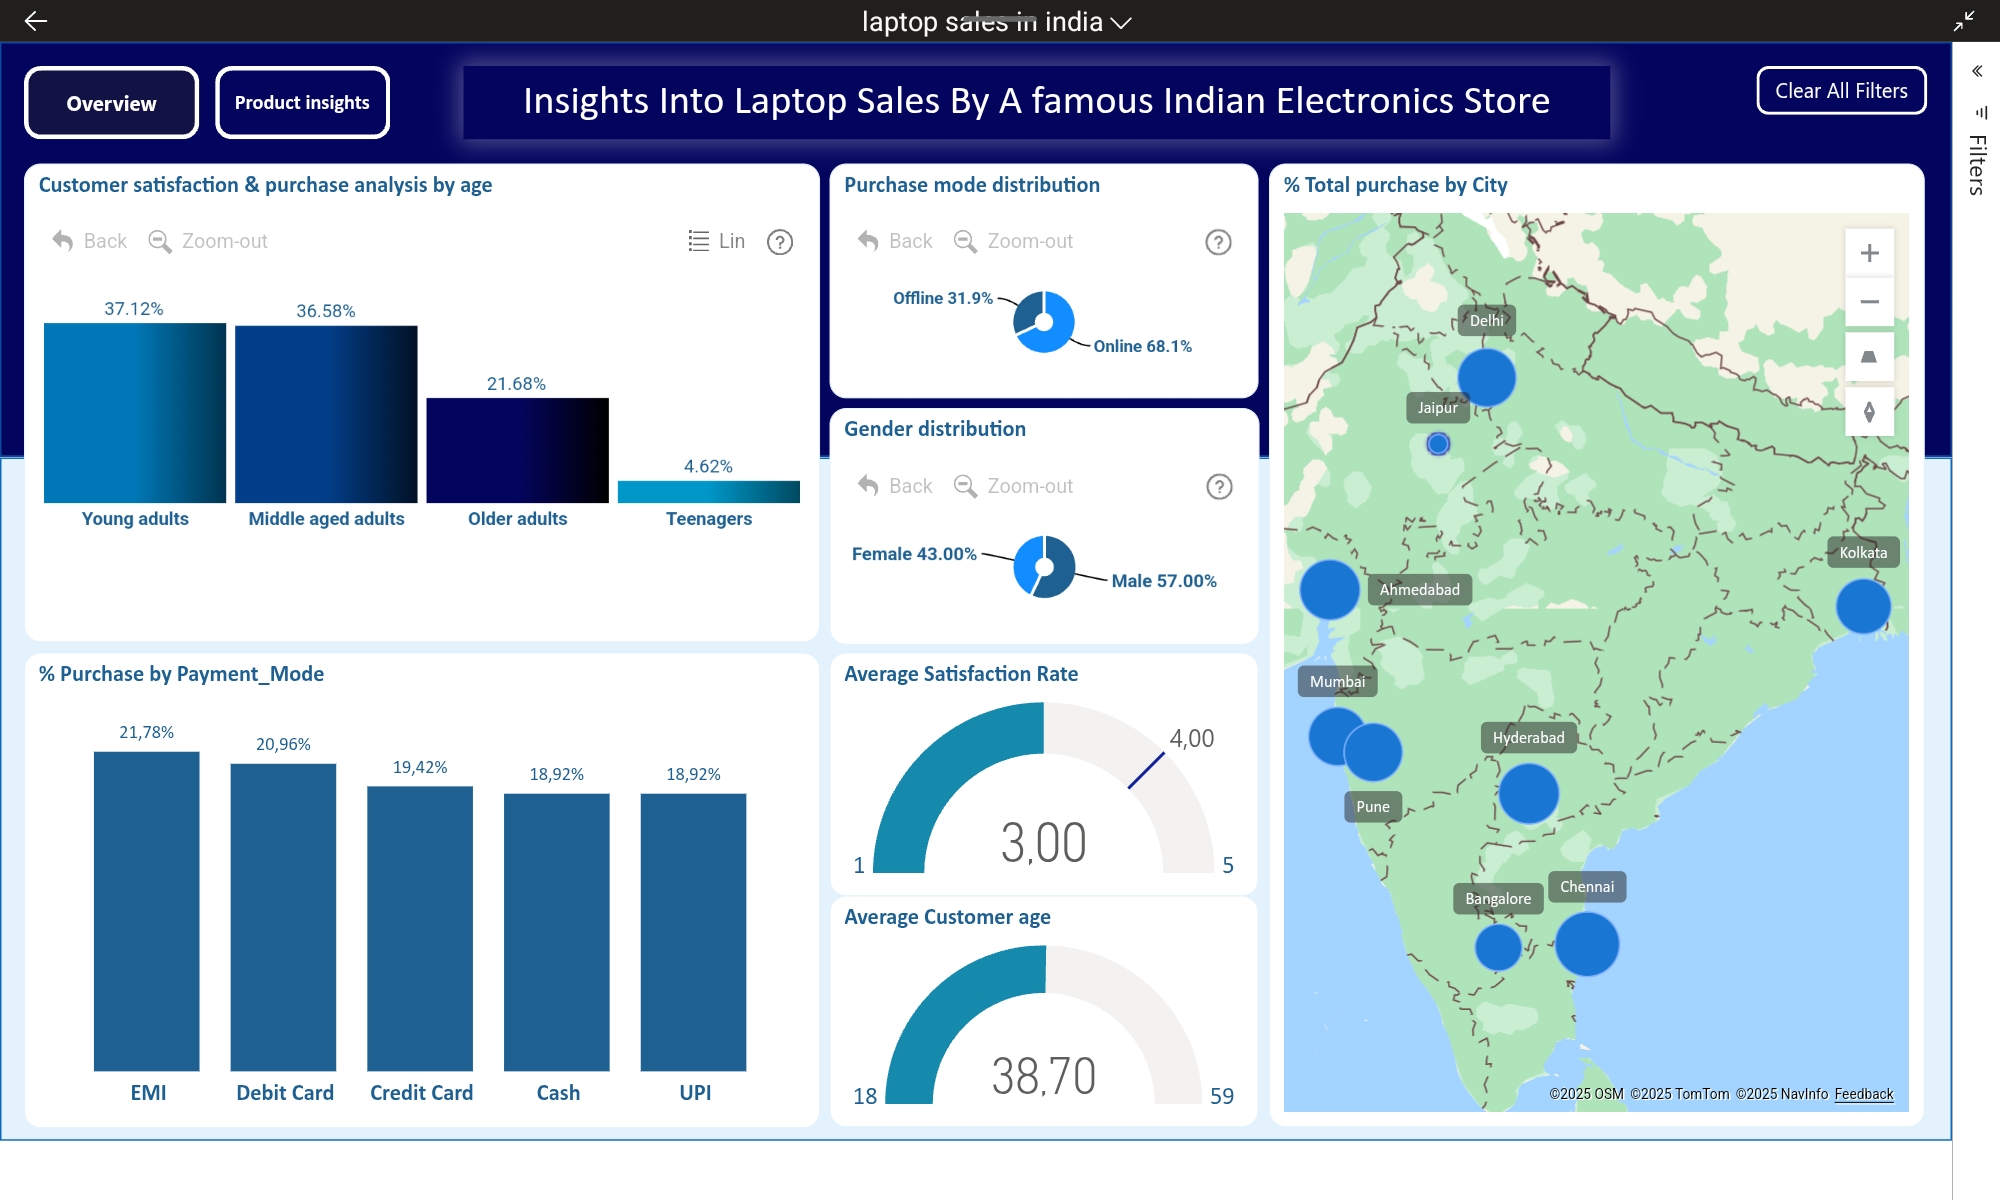 laptop sales in india
Overview
Product insights
Insights Into Laptop Sales By A famous Indian Electronics Store
Clear All Filters
Filters
Customer satisfaction & purchase analysis by age
Back
Zoom-out
Lin
?
37.12%
36.58%
21.68%
4.62%
Young adults
Middle aged adults
Older adults
Teenagers
Purchase mode distribution
Back
Zoom-out
?
Offline 31.9%
Online 68.1%
Gender distribution
Back
Zoom-out
?
Female 43.00%
Male 57.00%
% Total purchase by City
Delhi
Jaipur
Kolkata
Ahmedabad
Mumbai
Hyderabad
Pune
Chennai
Bangalore
©2025 OSM ©2025 TomTom ©2025 NavInfo Feedback
% Purchase by Payment_Mode
21,78%
20,96%
19,42%
18,92%
18,92%
EMI
Debit Card
Credit Card
Cash
UPI
Average Satisfaction Rate
4,00
3,00
1
5
Average Customer age
38,70
18
59